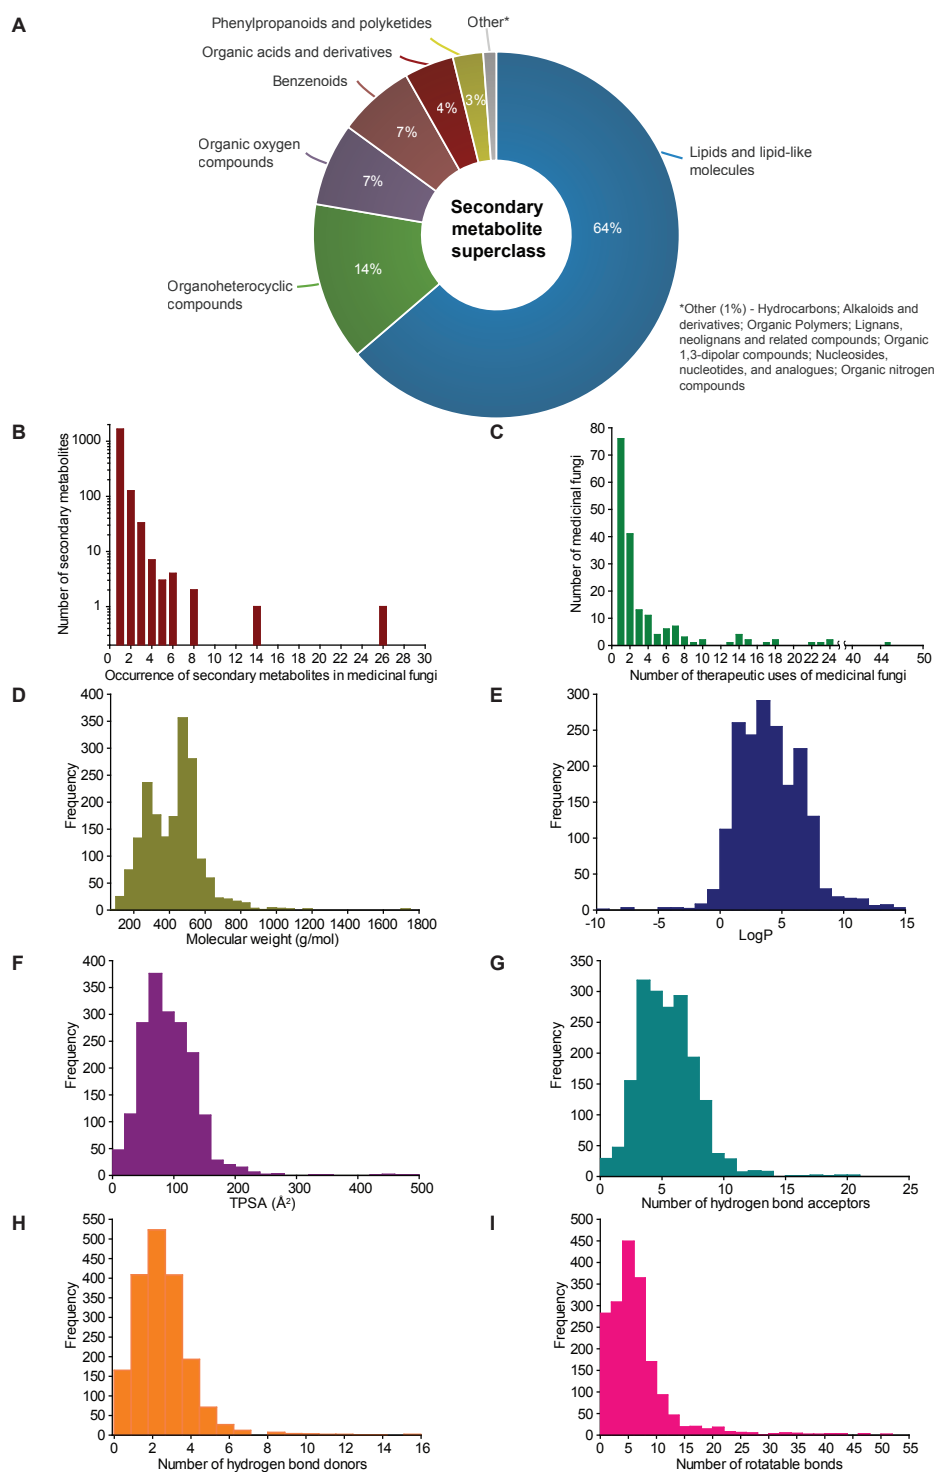 A
Phenylpropanoids and polyketides
Other*
Organic acids and derivatives
Benzenoids
Organic oxygen
compounds
Organoheterocyclic
compounds
Lipids and lipid-like
molecules
3%
4%
7%
7%
14%
64%
Secondary
metabolite
superclass
*Other (1%) - Hydrocarbons; Alkaloids and
derivatives; Organic Polymers; Lignans,
neolignans and related compounds; Organic
1,3-dipolar compounds; Nucleosides,
nucleotides, and analogues; Organic nitrogen
compounds
B
Number of secondary metabolites
1000
100
10
1
0 2 4 6 8 10 12 14 16 18 20 22 24 26 28 30
Occurrence of secondary metabolites in medicinal fungi
C
Number of medicinal fungi
80
70
60
50
40
30
20
10
0
0 2 4 6 8 10 12 14 16 18 20 22 24 40 44 50
Number of therapeutic uses of medicinal fungi
D
Frequency
400
350
300
250
200
150
100
50
0
200 400 600 800 1000 1200 1400 1600 1800
Molecular weight (g/mol)
E
Frequency
300
250
200
150
100
50
0
-10 -5 0 5 10 15
LogP
F
Frequency
400
350
300
250
200
150
100
50
0
0 100 200 300 400 500
TPSA (Å²)
G
Frequency
350
300
250
200
150
100
50
0
0 5 10 15 20 25
Number of hydrogen bond acceptors
H
Frequency
550
500
450
400
350
300
250
200
150
100
50
0
0 2 4 6 8 10 12 14 16
Number of hydrogen bond donors
I
Frequency
500
450
400
350
300
250
200
150
100
50
0
0 5 10 15 20 25 30 35 40 45 50 55
Number of rotatable bonds